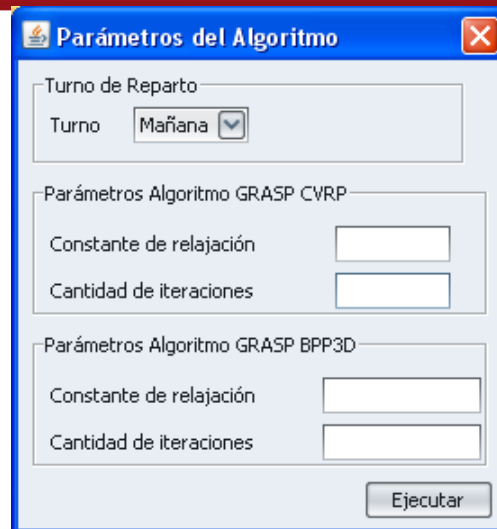 Parámetros del Algoritmo
Turno de Reparto
Turno Mañana
Parámetros Algoritmo GRASP CVRP
Constante de relajación
Cantidad de iteraciones
Parámetros Algoritmo GRASP BPP3D
Constante de relajación
Cantidad de iteraciones
Ejecutar